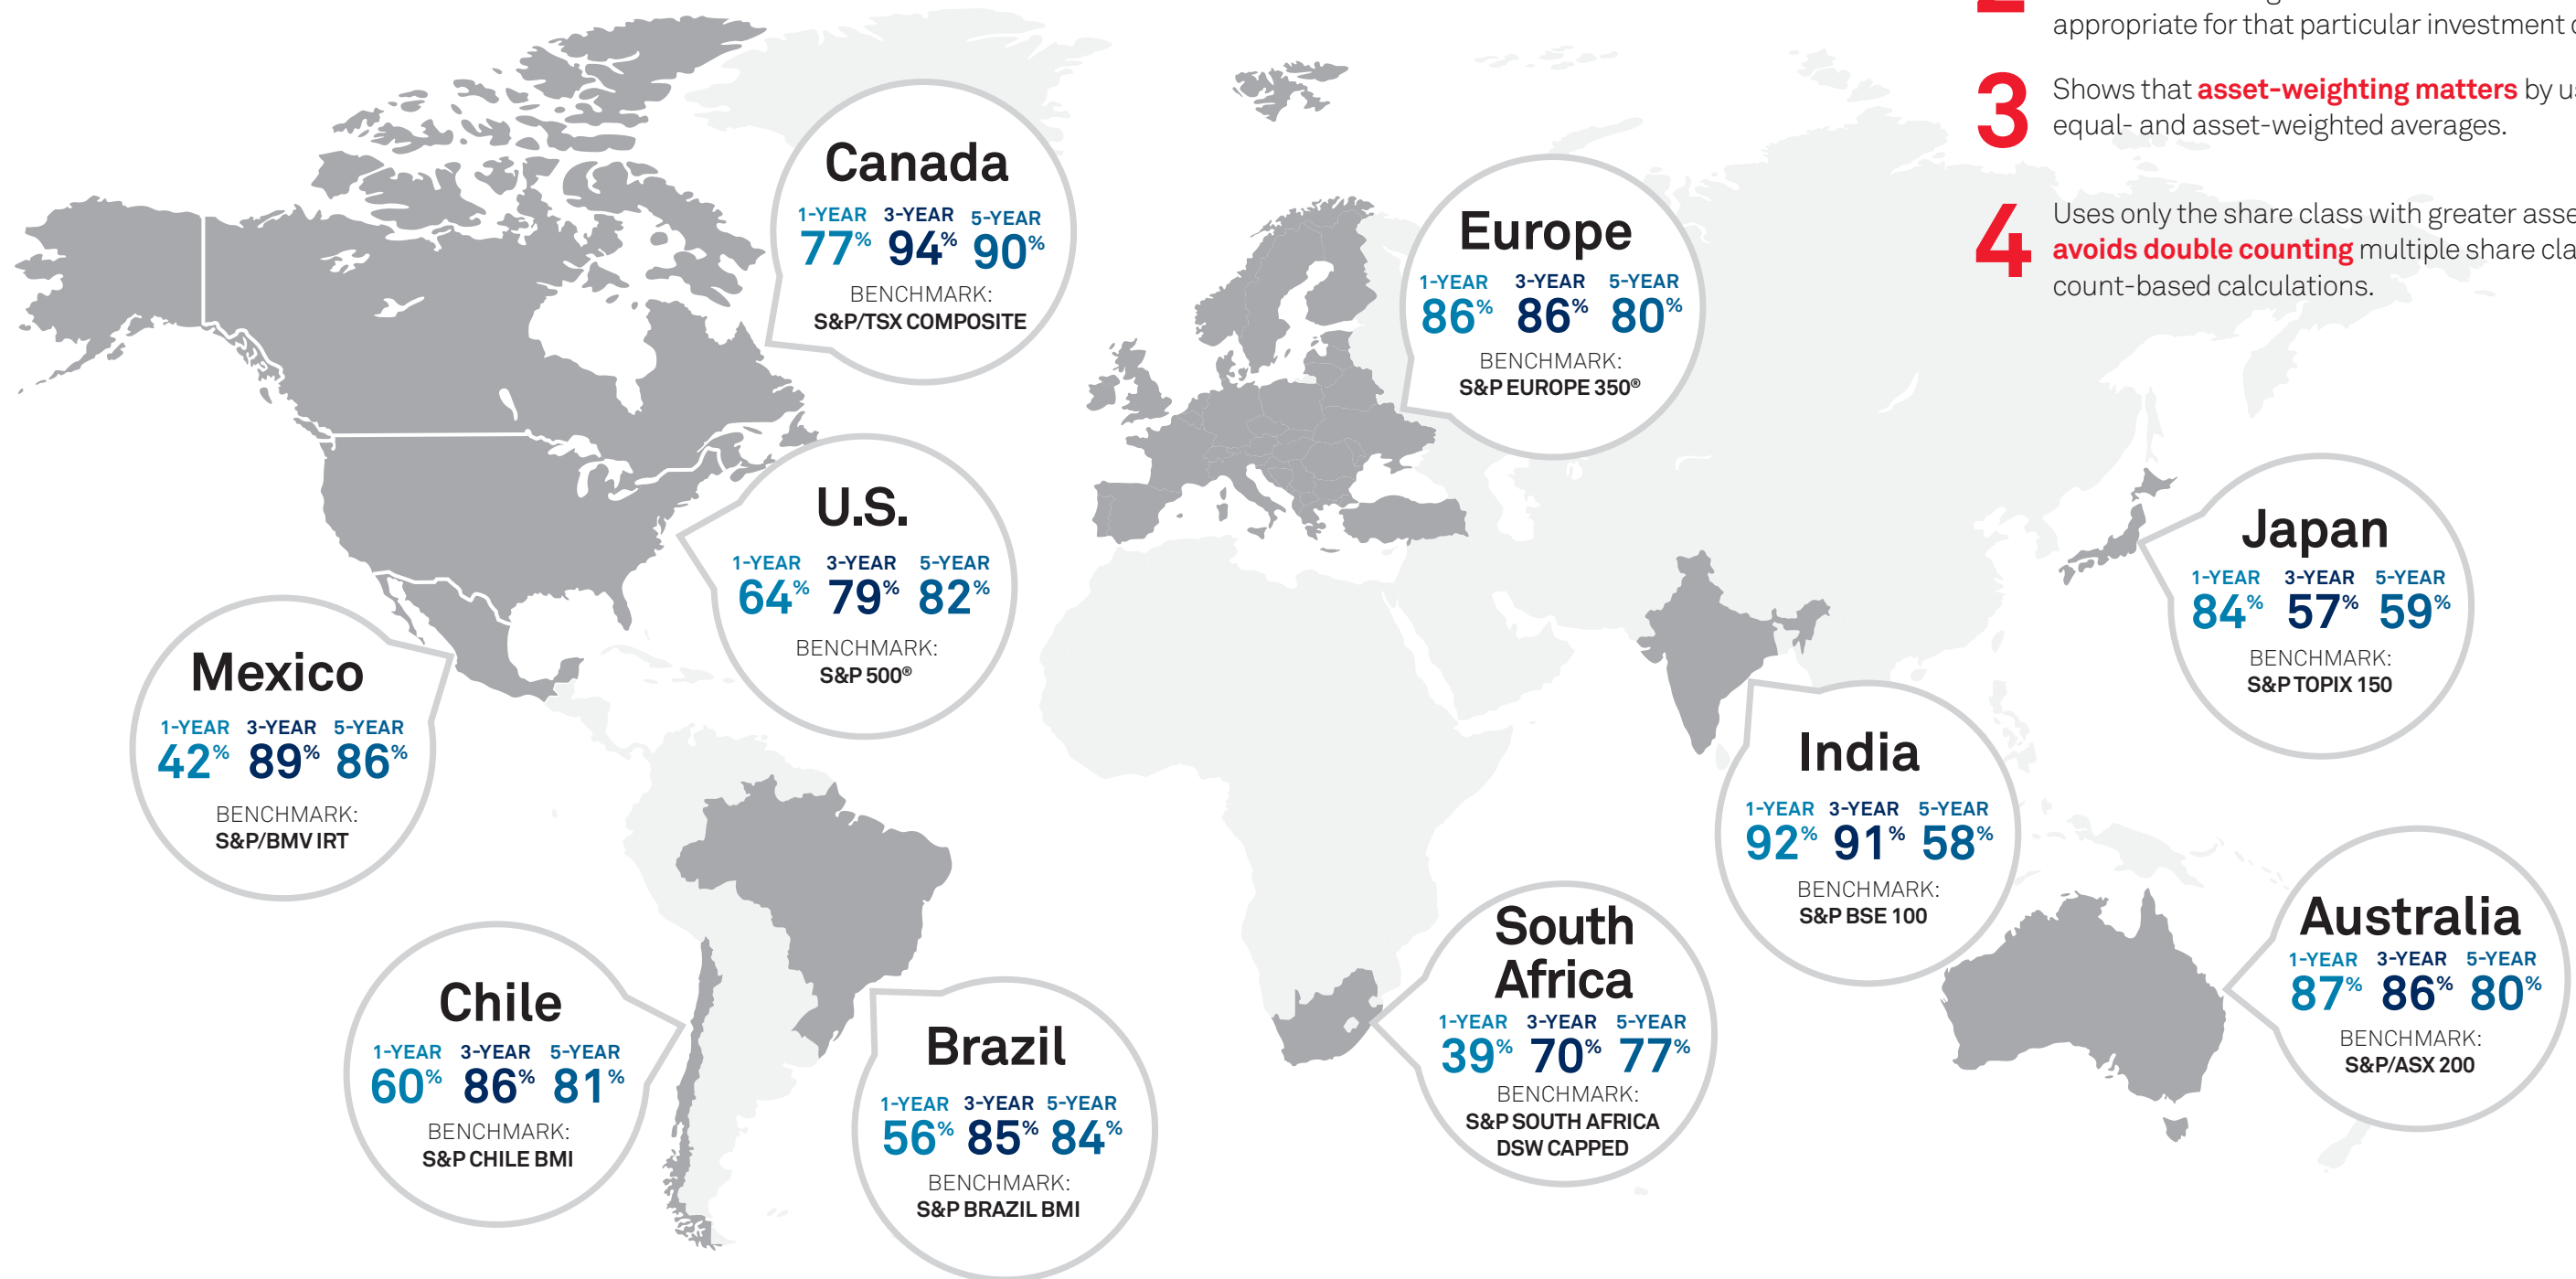 appropriate for that particular investment
3
Shows that asset-weighting matters by
equal- and asset-weighted averages.
4
Uses only the share class with greater
avoids double counting multiple share
count-based calculations.
Canada
1-YEAR 3-YEAR 5-YEAR
77% 94% 90%
BENCHMARK:
S&P/TSX COMPOSITE
Europe
1-YEAR 3-YEAR 5-YEAR
86% 86% 80%
BENCHMARK:
S&P EUROPE 350®
U.S.
1-YEAR 3-YEAR 5-YEAR
64% 79% 82%
BENCHMARK:
S&P 500®
Japan
1-YEAR 3-YEAR 5-YEAR
84% 57% 59%
BENCHMARK:
S&P TOPIX 150
Mexico
1-YEAR 3-YEAR 5-YEAR
42% 89% 86%
BENCHMARK:
S&P/BMV IRT
India
1-YEAR 3-YEAR 5-YEAR
92% 91% 58%
BENCHMARK:
S&P BSE 100
Chile
1-YEAR 3-YEAR 5-YEAR
60% 86% 81%
BENCHMARK:
S&P CHILE BMI
Brazil
1-YEAR 3-YEAR 5-YEAR
56% 85% 84%
BENCHMARK:
S&P BRAZIL BMI
South
Africa
1-YEAR 3-YEAR 5-YEAR
39% 70% 77%
BENCHMARK:
S&P SOUTH AFRICA
DSW CAPPED
Australia
1-YEAR 3-YEAR 5-YEAR
87% 86% 80%
BENCHMARK:
S&P/ASX 200